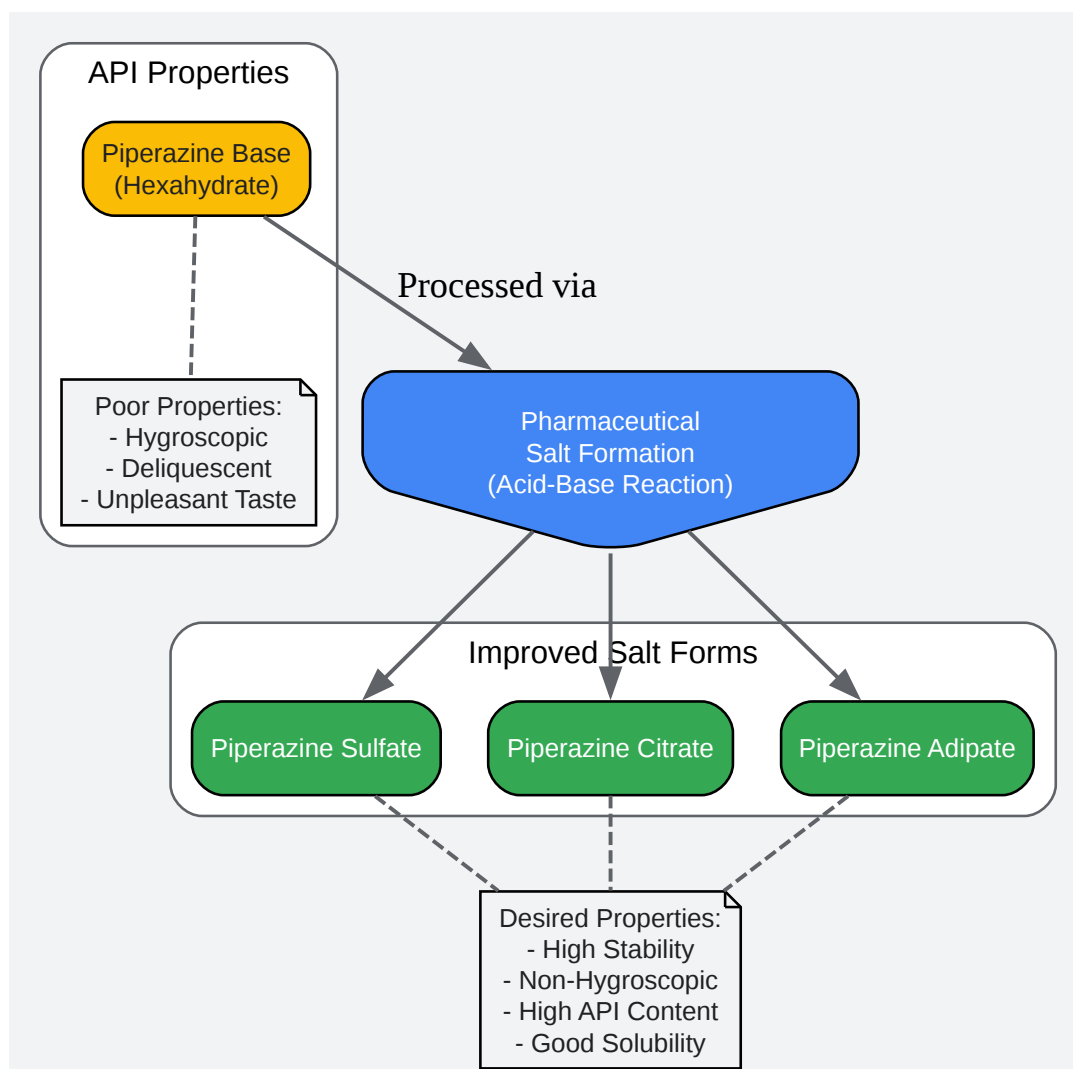 API Properties
Piperazine Base
(Hexahydrate)
Processed via
Poor Properties:
- Hygroscopic
- Deliquescent
- Unpleasant Taste
Pharmaceutical
Salt Formation
(Acid-Base Reaction)
Improved Salt Forms
Piperazine Sulfate
Piperazine Citrate
Piperazine Adipate
Desired Properties:
- High Stability
- Non-Hygroscopic
- High API Content
- Good Solubility